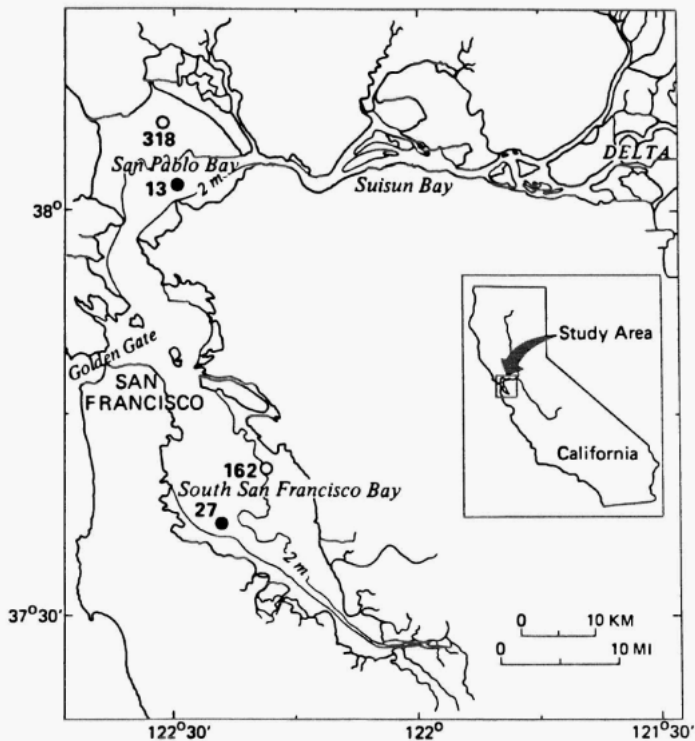 318
San Pablo Bay
13
2 m.
DELTA
Suisun Bay
38°
Golden Gate
SAN
FRANCISCO
Study Area
California
162
South San Francisco Bay
27
2 m.
37°30'
0 10 KM
0 10 MI
122°30'
122°
121°30'